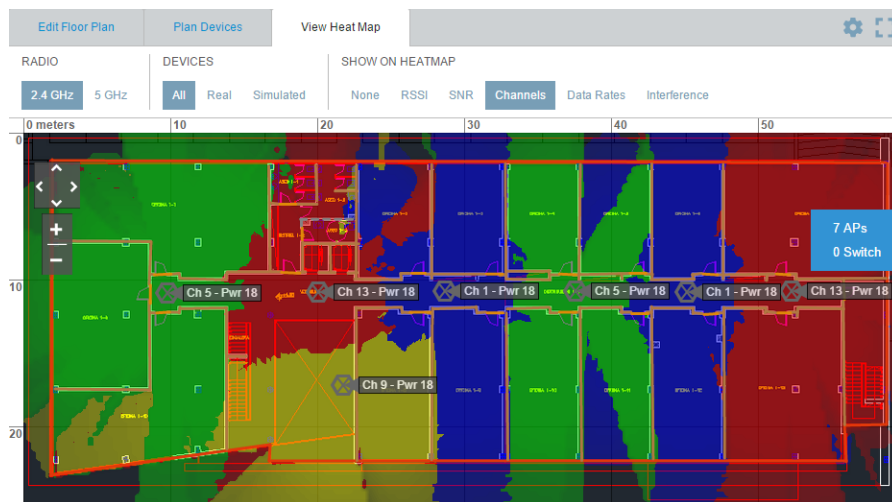 Edit Floor Plan
Plan Devices
View Heat Map
RADIO
DEVICES
SHOW ON HEATMAP
2.4 GHz
5 GHz
All
Real
Simulated
None
RSSI
SNR
Channels
Data Rates
Interference
0 meters
10
20
30
40
50
0
10
20
+
−
7 APs
0 Switch
Ch 5 - Pwr 18
Ch 13 - Pwr 18
Ch 1 - Pwr 18
Ch 5 - Pwr 18
Ch 1 - Pwr 18
Ch 13 - Pwr 18
Ch 9 - Pwr 18